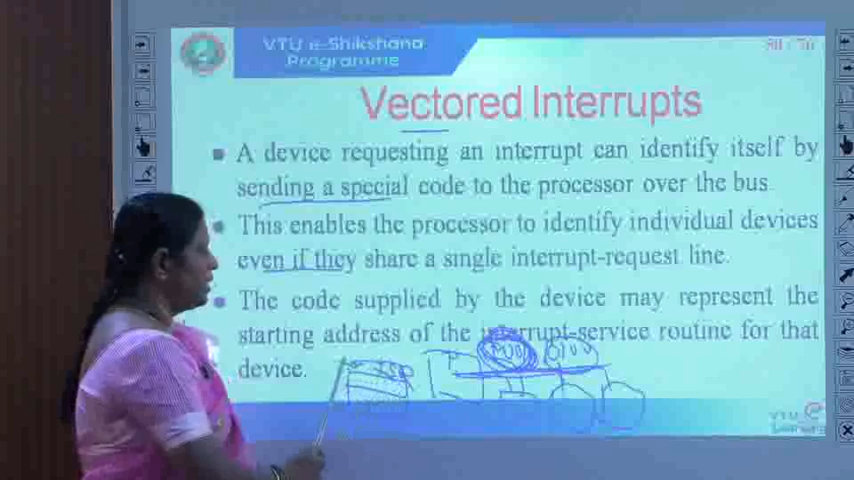 VTU e-Shikshana
Programme
Vectored Interrupts
A device requesting an interrupt can identify itself by
sending a special code to the processor over the bus
This enables the processor to identify individual devices
even if they share a single interrupt-request line.
The code supplied by the device may represent the
starting address of the interrupt-service routine for that
device.
ISR
VTU